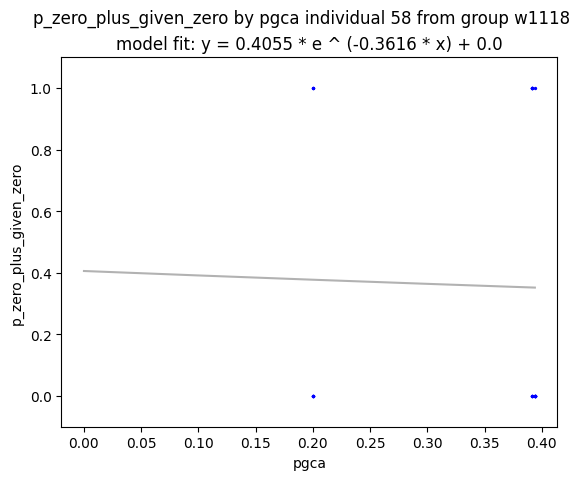 p_zero_plus_given_zero by pgca individual 58 from group w1118
model fit: y = 0.4055 * e ^ (-0.3616 * x) + 0.0
1.0
0.8
0.6
0.4
0.2
0.0
p_zero_plus_given_zero
0.00 0.05 0.10 0.15 0.20 0.25 0.30 0.35 0.40
pgca